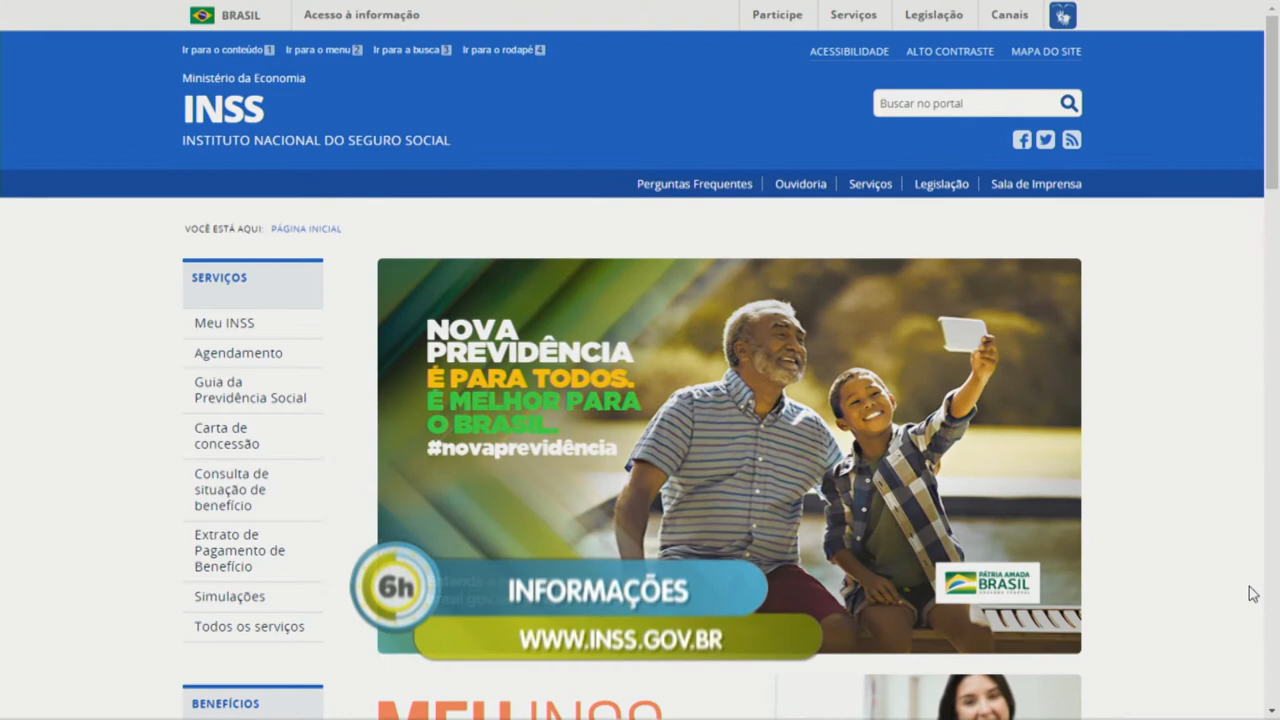 BRASIL
Acesso à informação
Participe
Serviços
Legislação
Canais
Ir para o conteúdo 1
Ir para o menu 2
Ir para a busca 3
Ir para o rodapé 4
ACESSIBILIDADE
ALTO CONTRASTE
MAPA DO SITE
Ministério da Economia
INSS
INSTITUTO NACIONAL DO SEGURO SOCIAL
Buscar no portal
Perguntas Frequentes
Ouvidoria
Serviços
Legislação
Sala de Imprensa
VOCÊ ESTÁ AQUI: PÁGINA INICIAL
SERVIÇOS
Meu INSS
Agendamento
Guia da
Previdência Social
Carta de
concessão
Consulta de
situação de
benefício
Extrato de
Pagamento de
Benefício
Simulações
Todos os serviços
BENEFÍCIOS
NOVA
PREVIDÊNCIA
É PARA TODOS.
É MELHOR PARA
O BRASIL.
#novaprevidência
PÁTRIA AMADA
BRASIL
GOVERNO FEDERAL
6h
INFORMAÇÕES
WWW.INSS.GOV.BR
MEU INSS